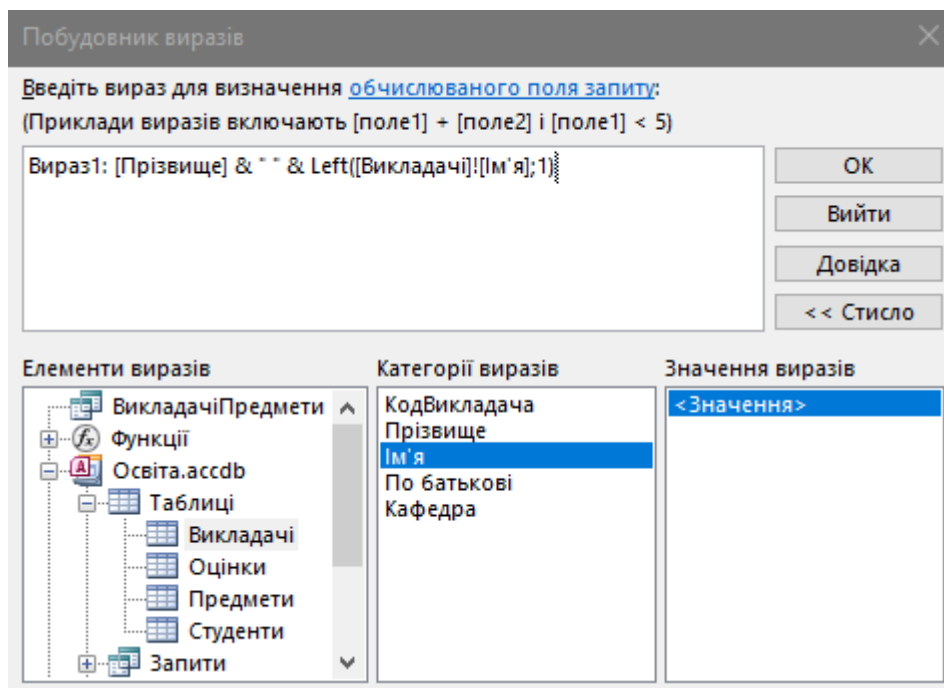 Побудовник виразів
Введіть вираз для визначення обчислюваного поля запиту:
(Приклади виразів включають [поле1] + [поле2] і [поле1] < 5)
Вираз1: [Прізвище] & " " & Left([Викладачі]![Ім'я];1)
ОК
Вийти
Довідка
<< Стисло
Елементи виразів
ВикладачіПредмети
Функції
Освіта.accdb
Таблиці
Викладачі
Оцінки
Предмети
Студенти
Запити
Категорії виразів
КодВикладача
Прізвище
Ім'я
По батькові
Кафедра
Значення виразів
<Значення>